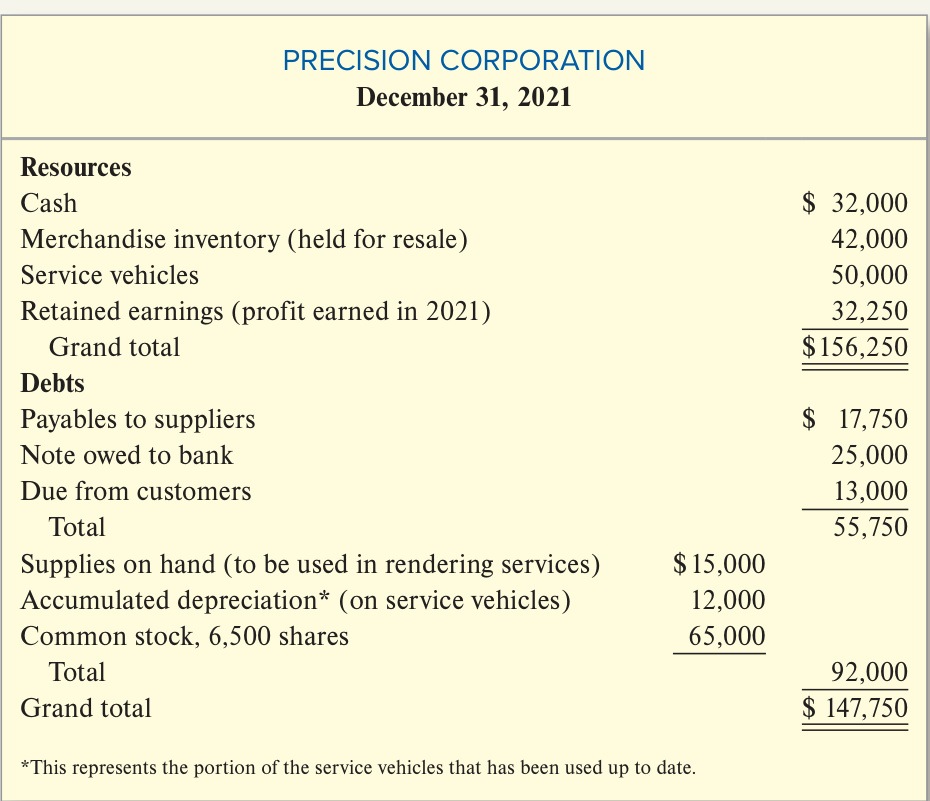 PRECISION CORPORATION
December 31, 2021
Resources
Cash $ 32,000
Merchandise inventory (held for resale) 42,000
Service vehicles 50,000
Retained earnings (profit earned in 2021) 32,250
Grand total $156,250
Debts
Payables to suppliers $ 17,750
Note owed to bank 25,000
Due from customers 13,000
Total 55,750
Supplies on hand (to be used in rendering services) $15,000
Accumulated depreciation* (on service vehicles) 12,000
Common stock, 6,500 shares 65,000
Total 92,000
Grand total $ 147,750
*This represents the portion of the service vehicles that has been used up to date.